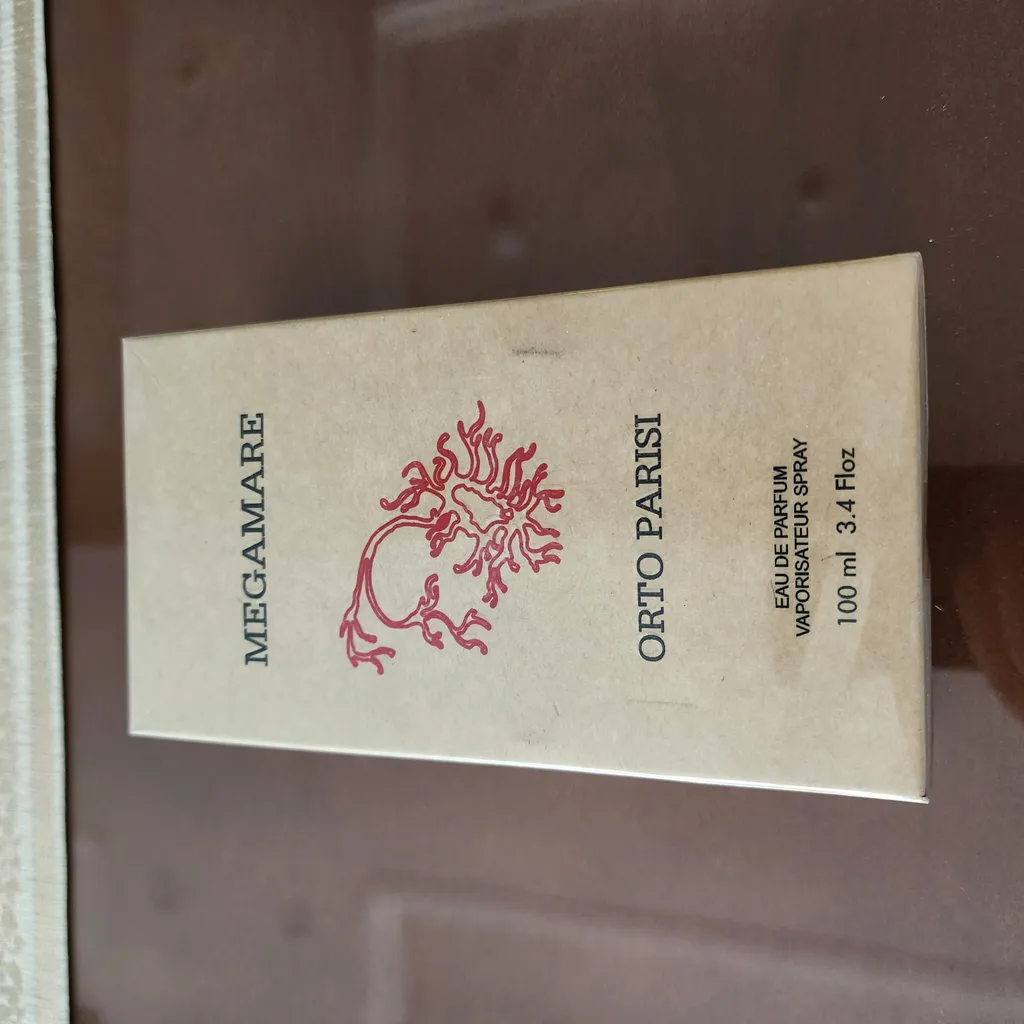 MEGAMARE
ORTO PARISI
EAU DE PARFUM
VAPORISATEUR SPRAY
100 ml 3.4 Floz